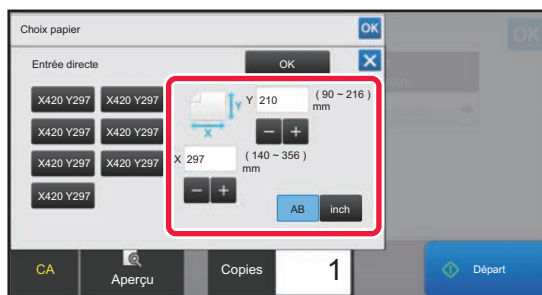 Choix papier
OK
Entrée directe
OK
X420 Y297 X420 Y297
X420 Y297 X420 Y297
X420 Y297 X420 Y297
X420 Y297
Y
X
Y 210 ( 90 ~ 216 )
mm
X 297 ( 140 ~ 356 )
mm
AB inch
OK
CA
Aperçu
Copies
1
Départ